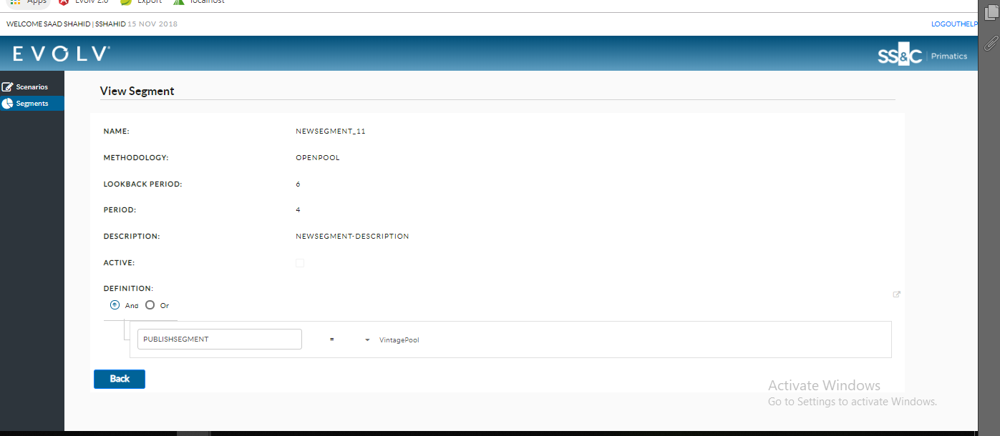 Apps Evolv 2.0 Export localhost
WELCOME SAAD SHAHID | SSHAHID 15 NOV 2018 LOGOUTHELP
EVOLV
SS&C Primatics
Scenarios
Segments
View Segment
NAME: NEWSEGMENT_11
METHODOLOGY: OPENPOOL
LOOKBACK PERIOD: 6
PERIOD: 4
DESCRIPTION: NEWSEGMENT-DESCRIPTION
ACTIVE:
DEFINITION:
And Or
PUBLISHSEGMENT = VintagePool
Back
Activate Windows
Go to Settings to activate Windows.